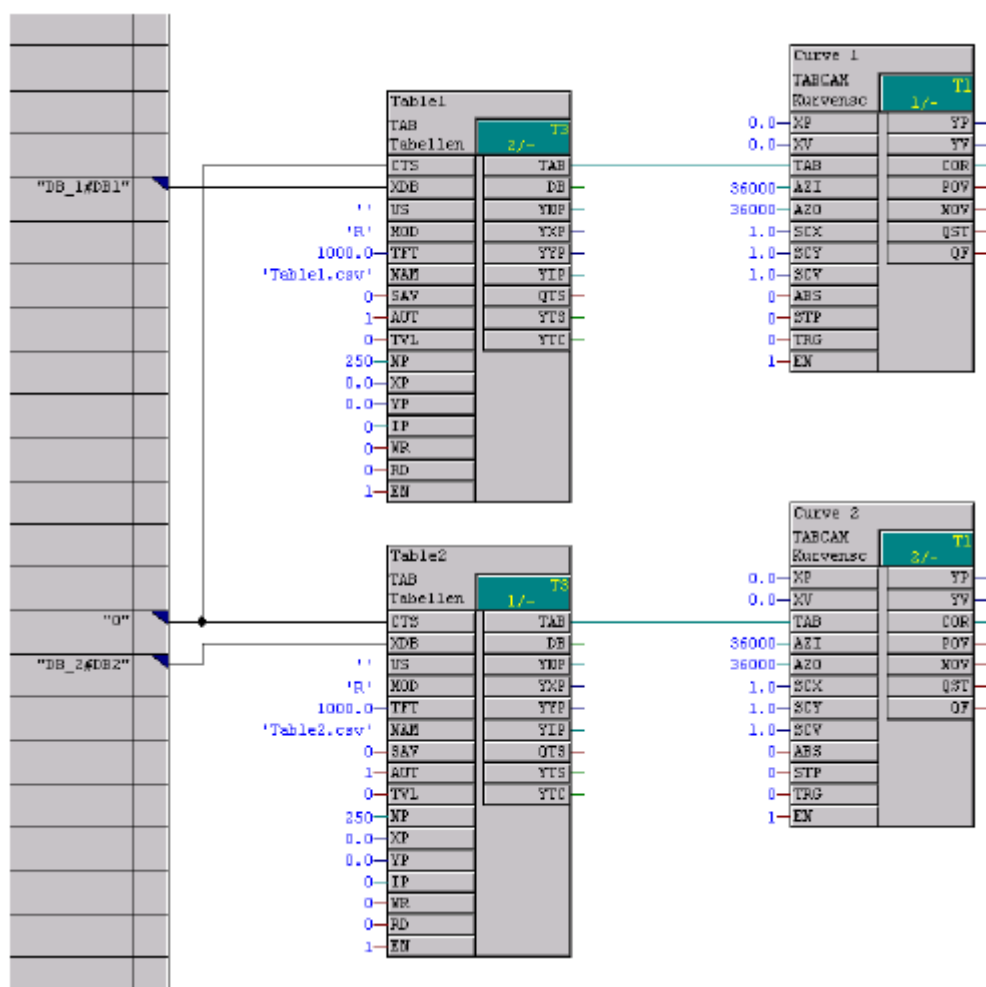 Curve 1
TABCAM
Kurvensc
T1
1/-
0.0 XP YP
0.0 XV YV
TAB COR
36000 AZI POV
36000 AZO NOV
1.0 SCX QST
1.0 SCY QF
1.0 SCV
0 ABS
0 STP
0 TRG
1 EN
Table1
TAB
Tabellen
T3
2/-
CTS TAB
"DB_1#DB1" XDB DB
'' US YNP
'R' MOD YXP
1000.0 TFT YYP
'Table1.csv' NAM YIP
0 SAV QTS
1 AUT YTS
0 TVL YTC
250 NP
0.0 XP
0.0 YP
0 IP
0 WR
0 RD
1 EN
Curve 2
TABCAM
Kurvensc
T1
2/-
0.0 XP YP
0.0 XV YV
TAB COR
36000 AZI POV
36000 AZO NOV
1.0 SCX QST
1.0 SCY QF
1.0 SCV
0 ABS
0 STP
0 TRG
1 EN
Table2
TAB
Tabellen
T3
1/-
"0" CTS TAB
XDB DB
"DB_2#DB2" '' US YNP
'R' MOD YXP
1000.0 TFT YYP
'Table2.csv' NAM YIP
0 SAV QTS
1 AUT YTS
0 TVL YTC
250 NP
0.0 XP
0.0 YP
0 IP
0 WR
0 RD
1 EN